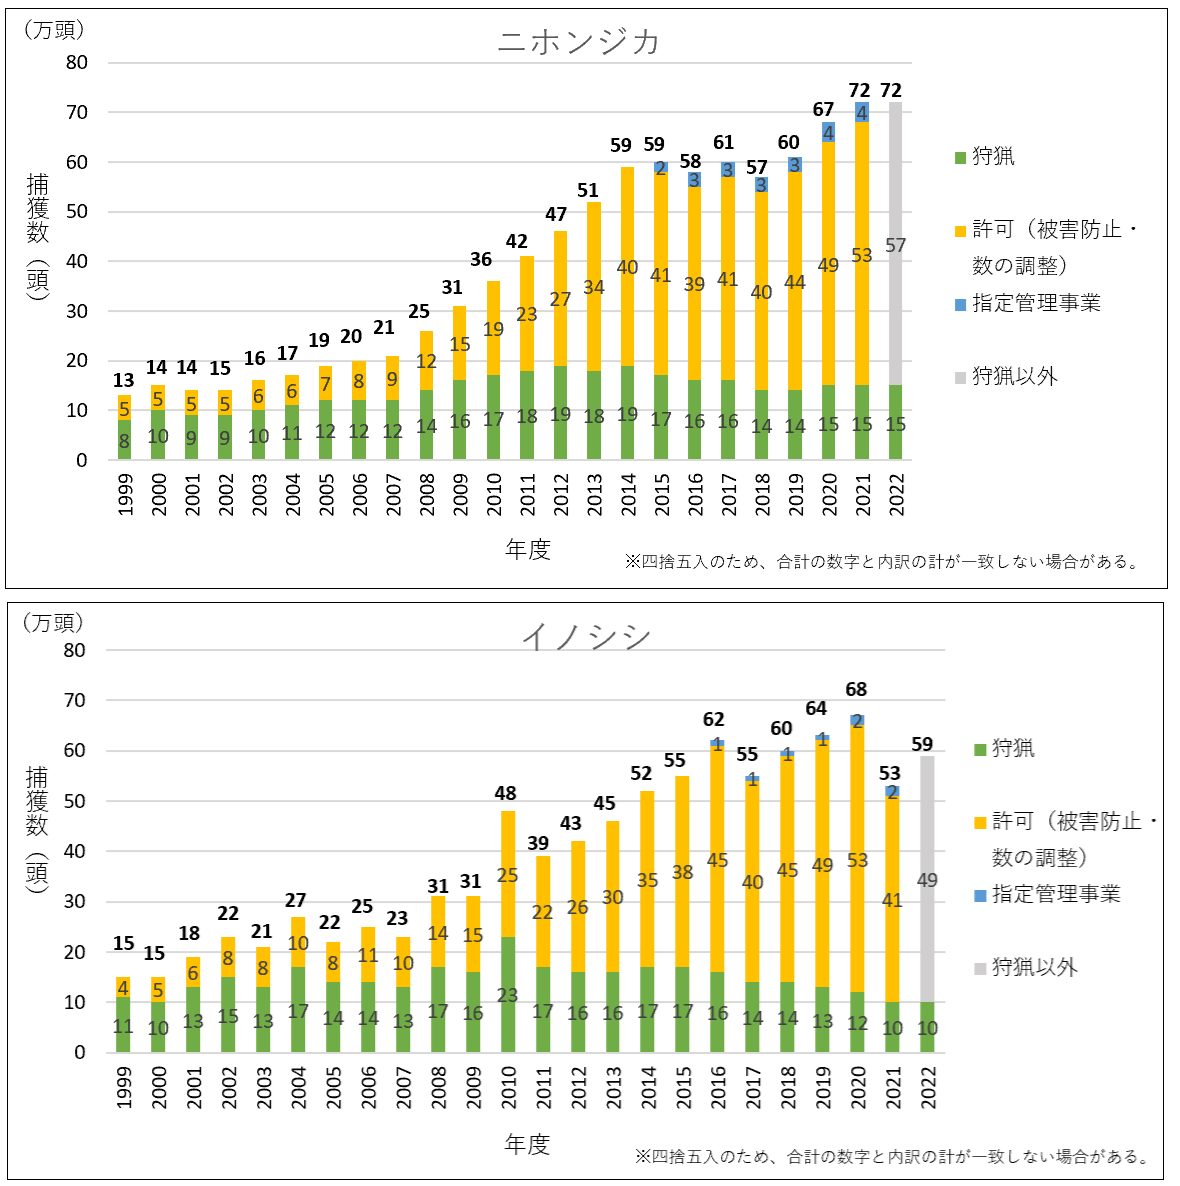 （万頭）
ニホンジカ
80
70
60
50
40
30
20
10
0
捕獲数（頭）
13 14 14 15 16 17 19 20 21 25 31 36 42 47 51 59 59 58 61 57 60 67 72 72
2 3 3 3 3 4 4
5 5 5 5 6 6 7 8 9 12 15 19 23 27 34 40 41 39 41 40 44 49 53 57
8 10 9 9 10 11 12 12 12 14 16 17 18 19 18 19 17 16 16 14 14 15 15 15
1999 2000 2001 2002 2003 2004 2005 2006 2007 2008 2009 2010 2011 2012 2013 2014 2015 2016 2017 2018 2019 2020 2021 2022
年度
狩猟
許可（被害防止・
数の調整）
指定管理事業
狩猟以外
※四捨五入のため、合計の数字と内訳の計が一致しない場合がある。
（万頭）
イノシシ
80
70
60
50
40
30
20
10
0
捕獲数（頭）
15 15 18 22 21 27 22 25 23 31 31 48 39 43 45 52 55 62 55 60 64 68 53 59
1 1 1 1 2 2
4 5 6 8 8 10 8 11 10 14 15 25 22 26 30 35 38 45 40 45 49 53 41 49
11 10 13 15 13 17 14 14 13 17 16 23 17 16 16 17 17 16 14 14 13 12 10 10
1999 2000 2001 2002 2003 2004 2005 2006 2007 2008 2009 2010 2011 2012 2013 2014 2015 2016 2017 2018 2019 2020 2021 2022
年度
狩猟
許可（被害防止・
数の調整）
指定管理事業
狩猟以外
※四捨五入のため、合計の数字と内訳の計が一致しない場合がある。